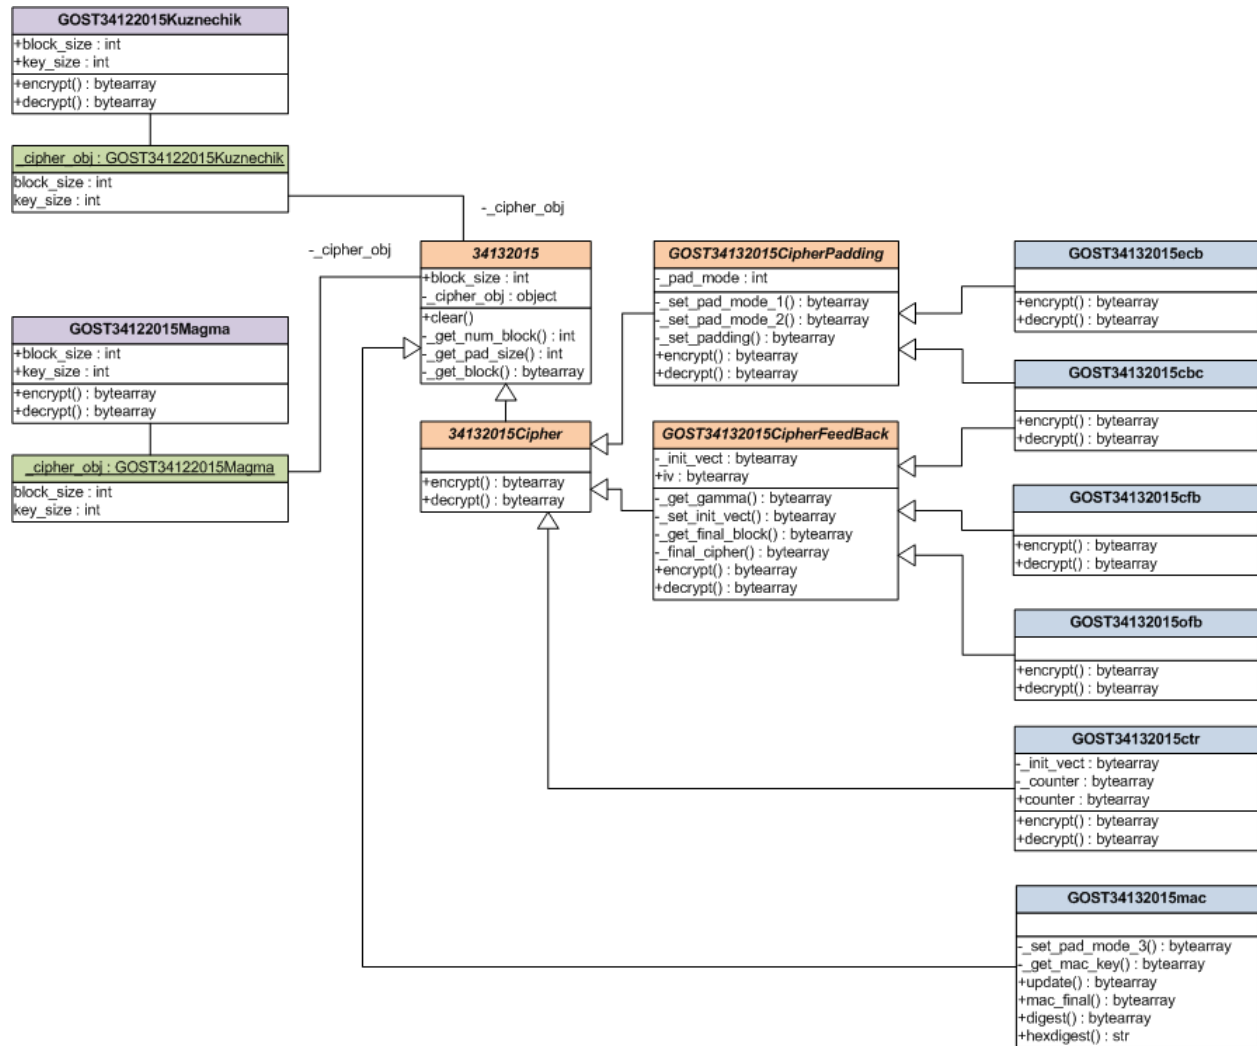 GOST34122015Kuznechik
+block_size : int
+key_size : int
+encrypt() : bytearray
+decrypt() : bytearray
_cipher_obj : GOST34122015Kuznechik
block_size : int
key_size : int
-_cipher_obj
-_cipher_obj
GOST34122015Magma
+block_size : int
+key_size : int
+encrypt() : bytearray
+decrypt() : bytearray
_cipher_obj : GOST34122015Magma
block_size : int
key_size : int
34132015
+block_size : int
-_cipher_obj : object
+clear()
-_get_num_block() : int
-_get_pad_size() : int
-_get_block() : bytearray
34132015Cipher
+encrypt() : bytearray
+decrypt() : bytearray
GOST34132015CipherPadding
-_pad_mode : int
-_set_pad_mode_1() : bytearray
-_set_pad_mode_2() : bytearray
-_set_padding() : bytearray
+encrypt() : bytearray
+decrypt() : bytearray
GOST34132015CipherFeedBack
-_init_vect : bytearray
+iv : bytearray
-_get_gamma() : bytearray
-_set_init_vect() : bytearray
-_get_final_block() : bytearray
-_final_cipher() : bytearray
+encrypt() : bytearray
+decrypt() : bytearray
GOST34132015ecb
+encrypt() : bytearray
+decrypt() : bytearray
GOST34132015cbc
+encrypt() : bytearray
+decrypt() : bytearray
GOST34132015cfb
+encrypt() : bytearray
+decrypt() : bytearray
GOST34132015ofb
+encrypt() : bytearray
+decrypt() : bytearray
GOST34132015ctr
-_init_vect : bytearray
-_counter : bytearray
+counter : bytearray
+encrypt() : bytearray
+decrypt() : bytearray
GOST34132015mac
-_set_pad_mode_3() : bytearray
-_get_mac_key() : bytearray
+update() : bytearray
+mac_final() : bytearray
+digest() : bytearray
+hexdigest() : str